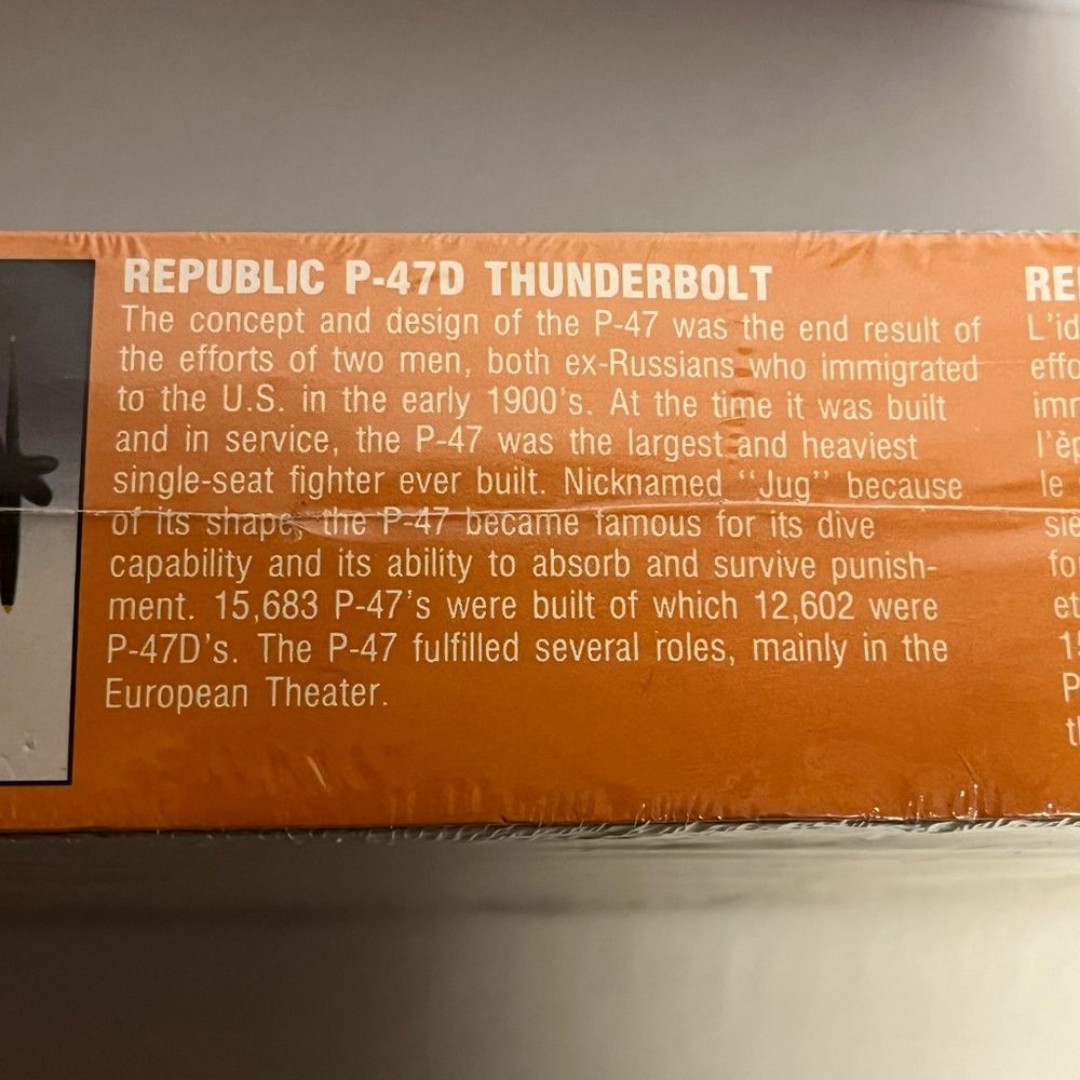 REPUBLIC P-47D THUNDERBOLT
The concept and design of the P-47 was the end result of
the efforts of two men, both ex-Russians who immigrated
to the U.S. in the early 1900's. At the time it was built
and in service, the P-47 was the largest and heaviest
single-seat fighter ever built. Nicknamed "Jug" because
of its shape, the P-47 became famous for its dive
capability and its ability to absorb and survive punish-
ment. 15,683 P-47's were built of which 12,602 were
P-47D's. The P-47 fulfilled several roles, mainly in the
European Theater.
le
et